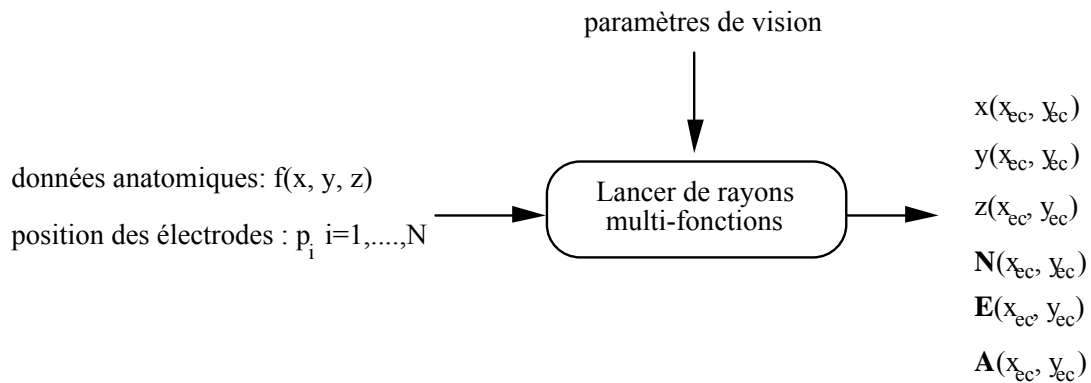 paramètres de vision
données anatomiques: f(x, y, z)
position des électrodes : p_i i=1,....,N
Lancer de rayons
multi-fonctions
x(x_ec, y_ec)
y(x_ec, y_ec)
z(x_ec, y_ec)
N(x_ec, y_ec)
E(x_ec, y_ec)
A(x_ec, y_ec)